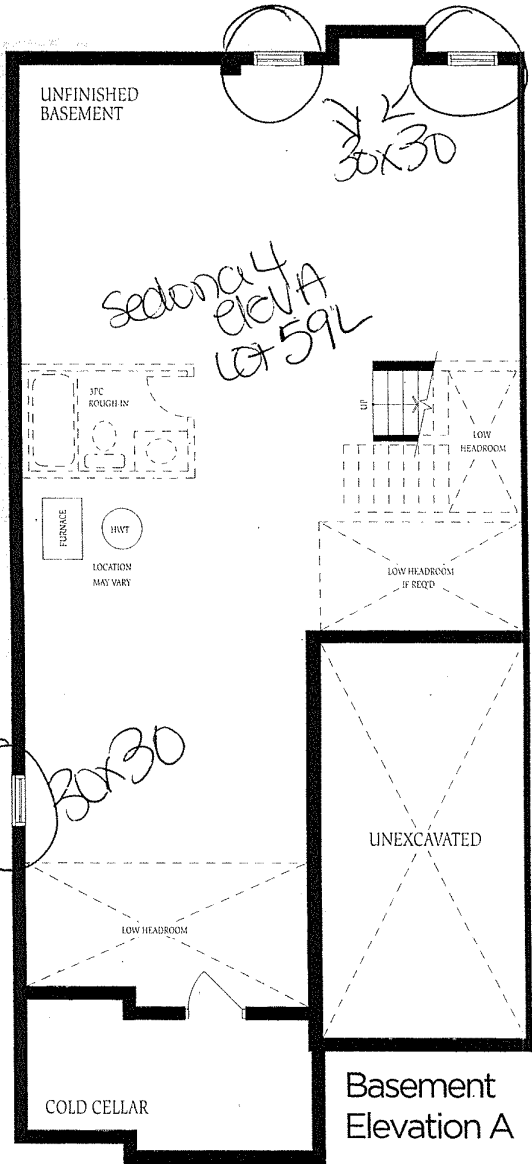 UNFINISHED
BASEMENT
30x30
Sedona 4
elev A
Lot 59L
3PC
ROUGH-IN
UP
LOW
HEADROOM
FURNACE
HWT
LOCATION
MAY VARY
LOW HEADROOM
IF REQ'D
30x30
UNEXCAVATED
LOW HEADROOM
COLD CELLAR
Basement
Elevation A